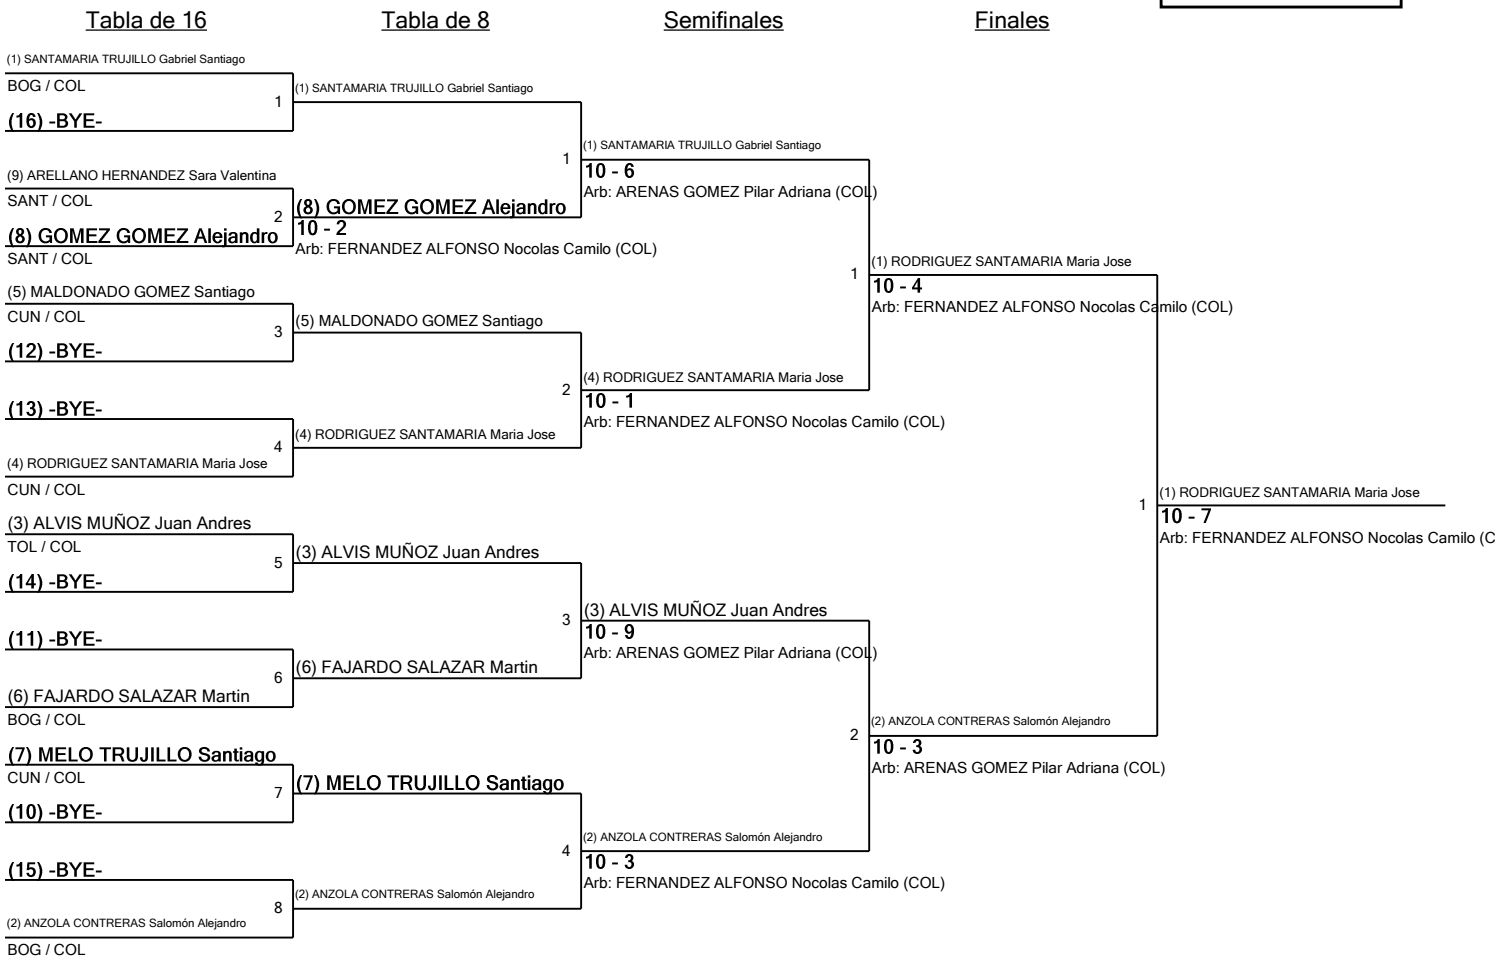 Tabla de 16
Tabla de 8
Semifinales
Finales
(1) SANTAMARIA TRUJILLO Gabriel Santiago
BOG / COL
1
(16) -BYE-
(9) ARELLANO HERNANDEZ Sara Valentina
SANT / COL
2
(8) GOMEZ GOMEZ Alejandro
SANT / COL
(5) MALDONADO GOMEZ Santiago
CUN / COL
3
(12) -BYE-
(13) -BYE-
4
(4) RODRIGUEZ SANTAMARIA Maria Jose
CUN / COL
(3) ALVIS MUÑOZ Juan Andres
TOL / COL
5
(14) -BYE-
(11) -BYE-
6
(6) FAJARDO SALAZAR Martin
BOG / COL
(7) MELO TRUJILLO Santiago
CUN / COL
7
(10) -BYE-
(15) -BYE-
8
(2) ANZOLA CONTRERAS Salomón Alejandro
BOG / COL
(1) SANTAMARIA TRUJILLO Gabriel Santiago
1
(8) GOMEZ GOMEZ Alejandro
10 - 2
Arb: FERNANDEZ ALFONSO Nocolas Camilo (COL)
(5) MALDONADO GOMEZ Santiago
2
(4) RODRIGUEZ SANTAMARIA Maria Jose
(3) ALVIS MUÑOZ Juan Andres
3
(6) FAJARDO SALAZAR Martin
(7) MELO TRUJILLO Santiago
4
(2) ANZOLA CONTRERAS Salomón Alejandro
(1) SANTAMARIA TRUJILLO Gabriel Santiago
10 - 6
Arb: ARENAS GOMEZ Pilar Adriana (COL)
1
(4) RODRIGUEZ SANTAMARIA Maria Jose
10 - 1
Arb: FERNANDEZ ALFONSO Nocolas Camilo (COL)
(3) ALVIS MUÑOZ Juan Andres
10 - 9
Arb: ARENAS GOMEZ Pilar Adriana (COL)
2
(2) ANZOLA CONTRERAS Salomón Alejandro
10 - 3
Arb: FERNANDEZ ALFONSO Nocolas Camilo (COL)
(1) RODRIGUEZ SANTAMARIA Maria Jose
10 - 4
Arb: FERNANDEZ ALFONSO Nocolas Camilo (COL)
1
(2) ANZOLA CONTRERAS Salomón Alejandro
10 - 3
Arb: ARENAS GOMEZ Pilar Adriana (COL)
(1) RODRIGUEZ SANTAMARIA Maria Jose
10 - 7
Arb: FERNANDEZ ALFONSO Nocolas Camilo (C